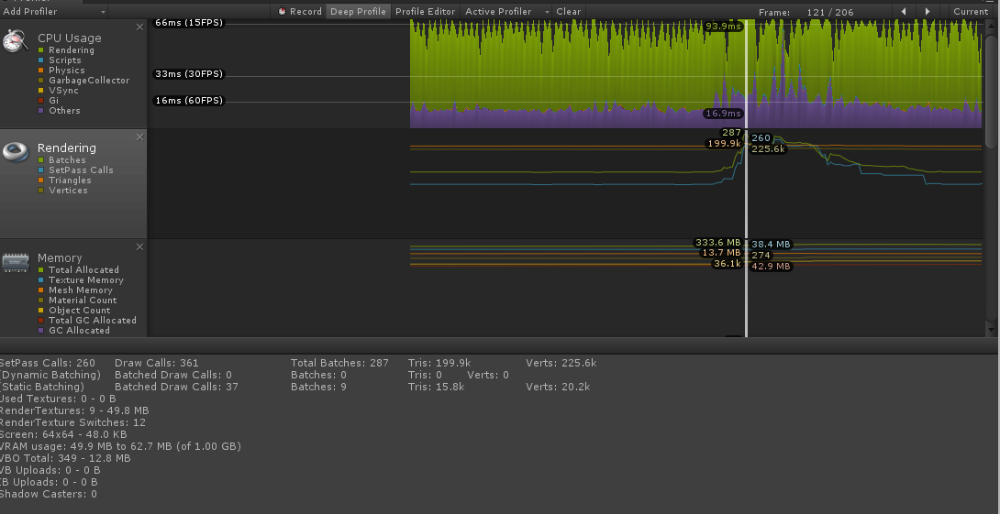 Add Profiler Record Deep Profile Profile Editor Active Profiler Clear Frame: 121 / 206 Current
CPU Usage
Rendering
Scripts
Physics
GarbageCollector
VSync
Gi
Others
66ms (15FPS)
33ms (30FPS)
16ms (60FPS)
93.9ms
16.9ms
Rendering
Batches
SetPass Calls
Triangles
Vertices
287
199.9k
260
225.6k
Memory
Total Allocated
Texture Memory
Mesh Memory
Material Count
Object Count
Total GC Allocated
GC Allocated
333.6 MB
13.7 MB
36.1k
38.4 MB
274
42.9 MB
SetPass Calls: 260 Draw Calls: 361 Total Batches: 287 Tris: 199.9k Verts: 225.6k
(Dynamic Batching) Batched Draw Calls: 0 Batches: 0 Tris: 0 Verts: 0
(Static Batching) Batched Draw Calls: 37 Batches: 9 Tris: 15.8k Verts: 20.2k
Used Textures: 0 - 0 B
RenderTextures: 9 - 49.8 MB
RenderTexture Switches: 12
Screen: 64x64 - 48.0 KB
VRAM usage: 49.9 MB to 62.7 MB (of 1.00 GB)
VBO Total: 349 - 12.8 MB
VB Uploads: 0 - 0 B
IB Uploads: 0 - 0 B
Shadow Casters: 0